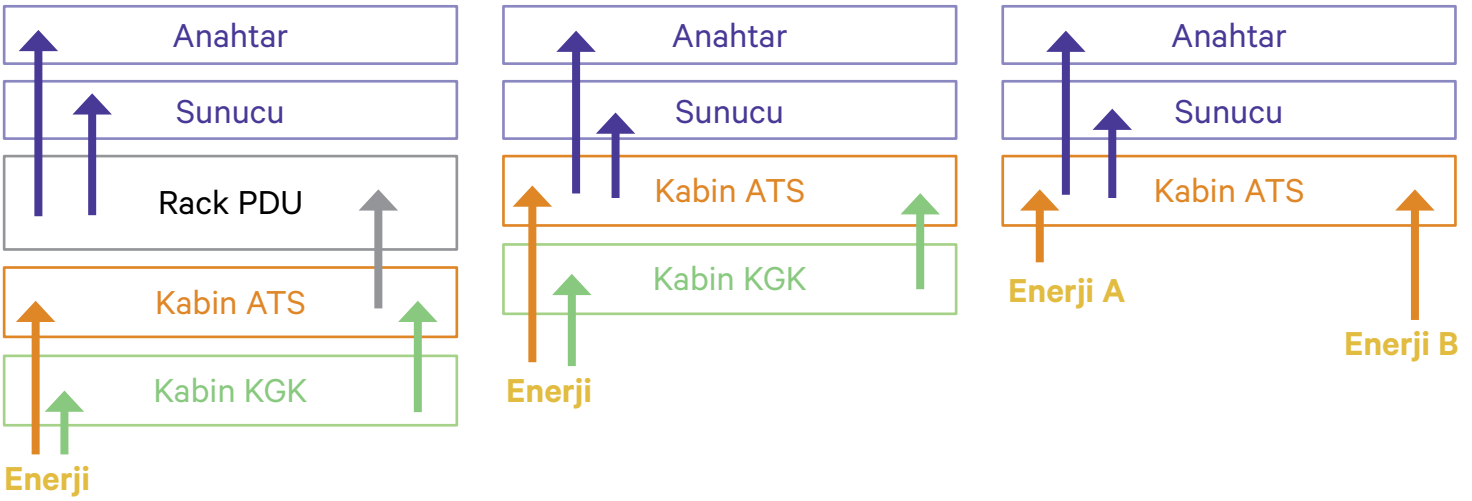 Anahtar
Sunucu
Rack PDU
Kabin ATS
Kabin KGK
Enerji
Anahtar
Sunucu
Kabin ATS
Kabin KGK
Enerji
Anahtar
Sunucu
Kabin ATS
Enerji A
Enerji B